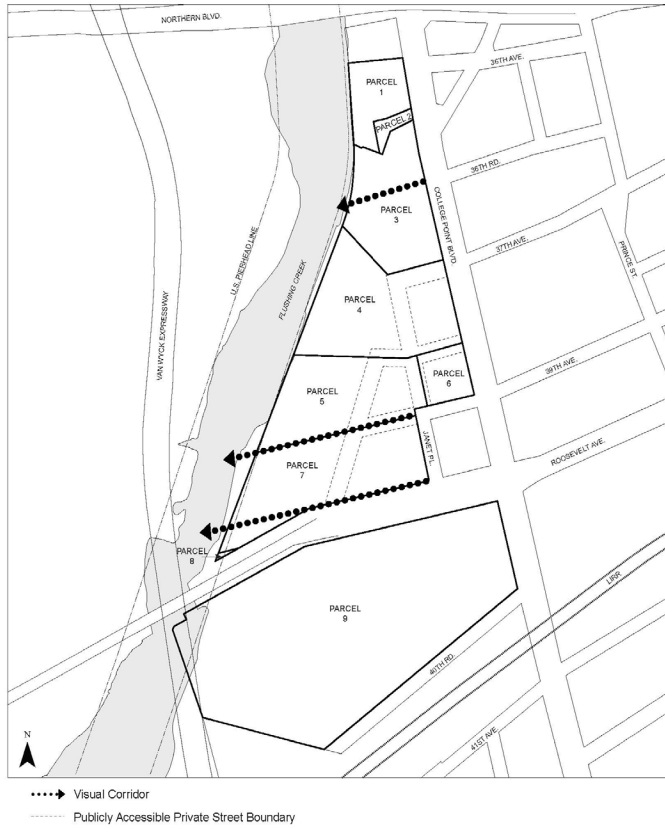 NORTHERN BLVD.
36TH AVE.
PARCEL
1
PARCEL 2
36TH RD.
PARCEL
3
COLLEGE POINT BLVD.
37TH AVE.
PRINCE ST.
U.S. PIERHEAD LINE
FLUSHING CREEK
VAN WYCK EXPRESSWAY
PARCEL
4
39TH AVE.
PARCEL
5
PARCEL
6
JANET PL.
ROOSEVELT AVE.
PARCEL
7
PARCEL
8
LIRR
PARCEL
9
40TH RD.
41ST AVE
N
Visual Corridor
Publicly Accessible Private Street Boundary